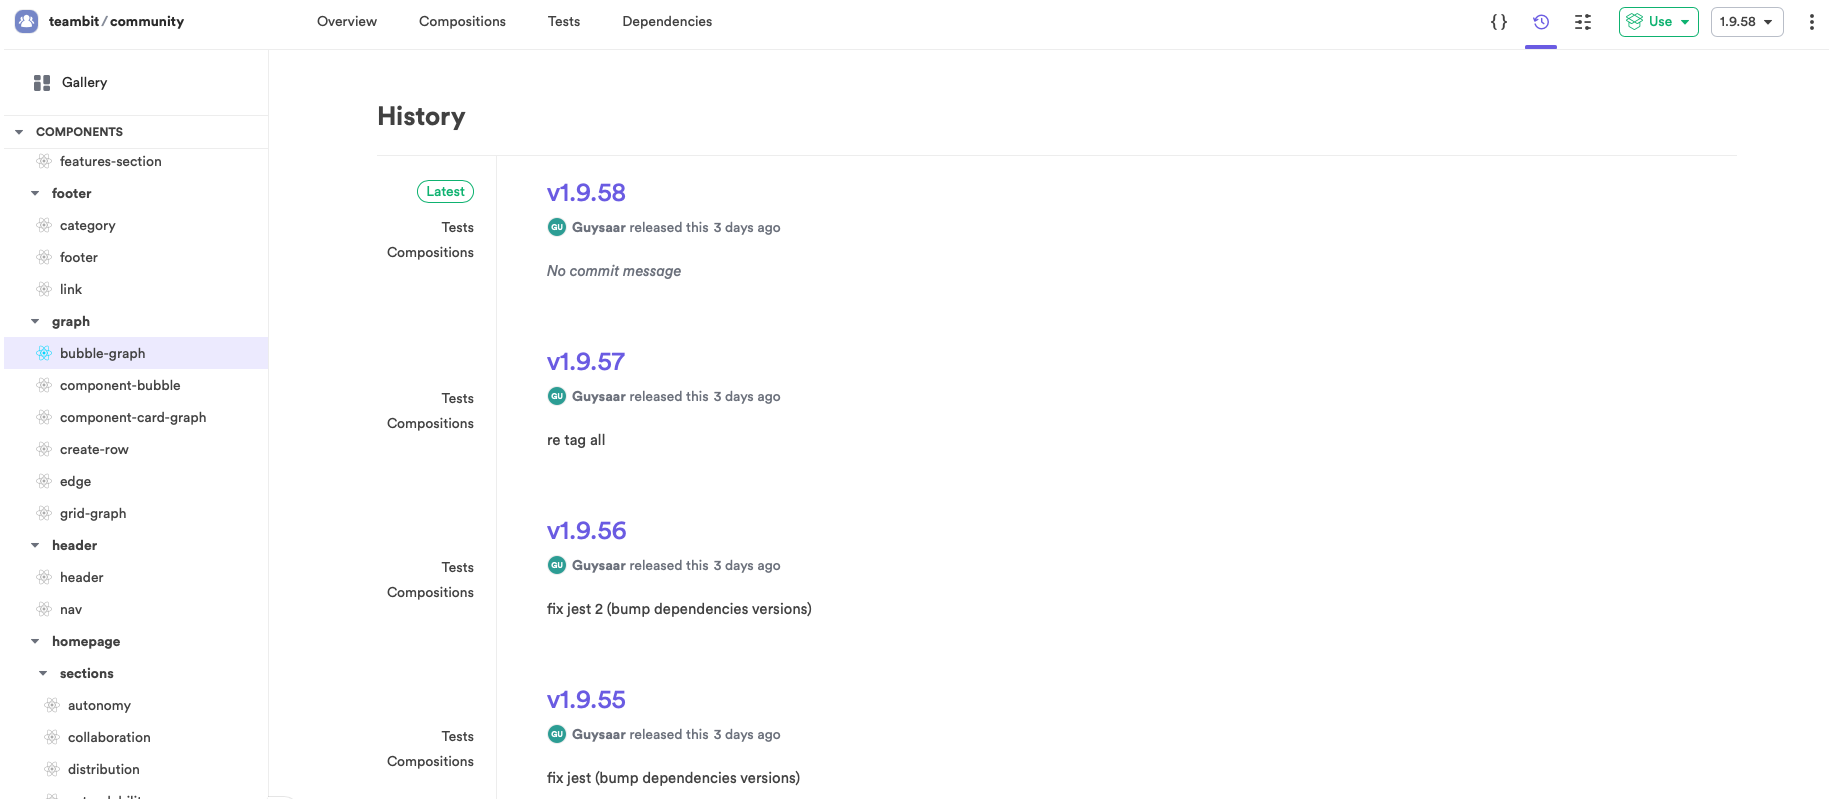 teambit / community
Overview
Compositions
Tests
Dependencies
{}
Use
1.9.58
Gallery
COMPONENTS
features-section
footer
category
footer
link
graph
bubble-graph
component-bubble
component-card-graph
create-row
edge
grid-graph
header
header
nav
homepage
sections
autonomy
collaboration
distribution
History
Latest
Tests
Compositions
v1.9.58
GU Guysaar released this 3 days ago
No commit message
Tests
Compositions
v1.9.57
GU Guysaar released this 3 days ago
re tag all
Tests
Compositions
v1.9.56
GU Guysaar released this 3 days ago
fix jest 2 (bump dependencies versions)
Tests
Compositions
v1.9.55
GU Guysaar released this 3 days ago
fix jest (bump dependencies versions)